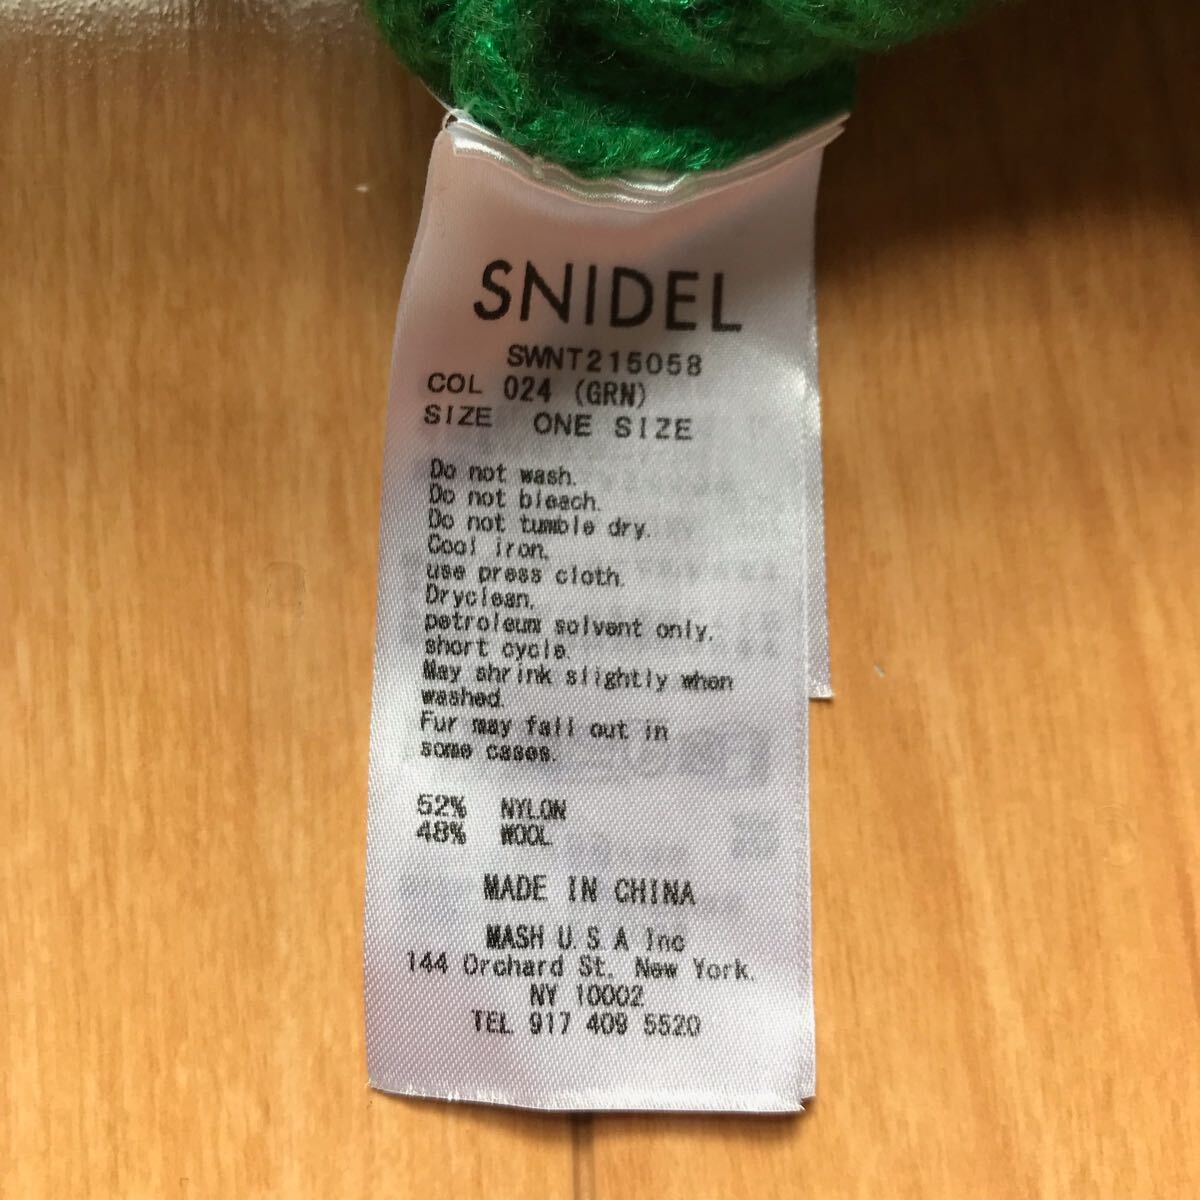 SNIDEL
SWNT215058
COL 024 (GRN)
SIZE ONE SIZE
Do not wash.
Do not bleach.
Do not tumble dry.
Cool iron.
use press cloth.
Dryclean.
petroleum solvent only.
short cycle.
May shrink slightly when
washed.
Fur may fall out in
some cases.
52% NYLON
48% WOOL
MADE IN CHINA
MASH U.S.A Inc
144 Orchard St. New York.
NY 10002
TEL 917 409 5520